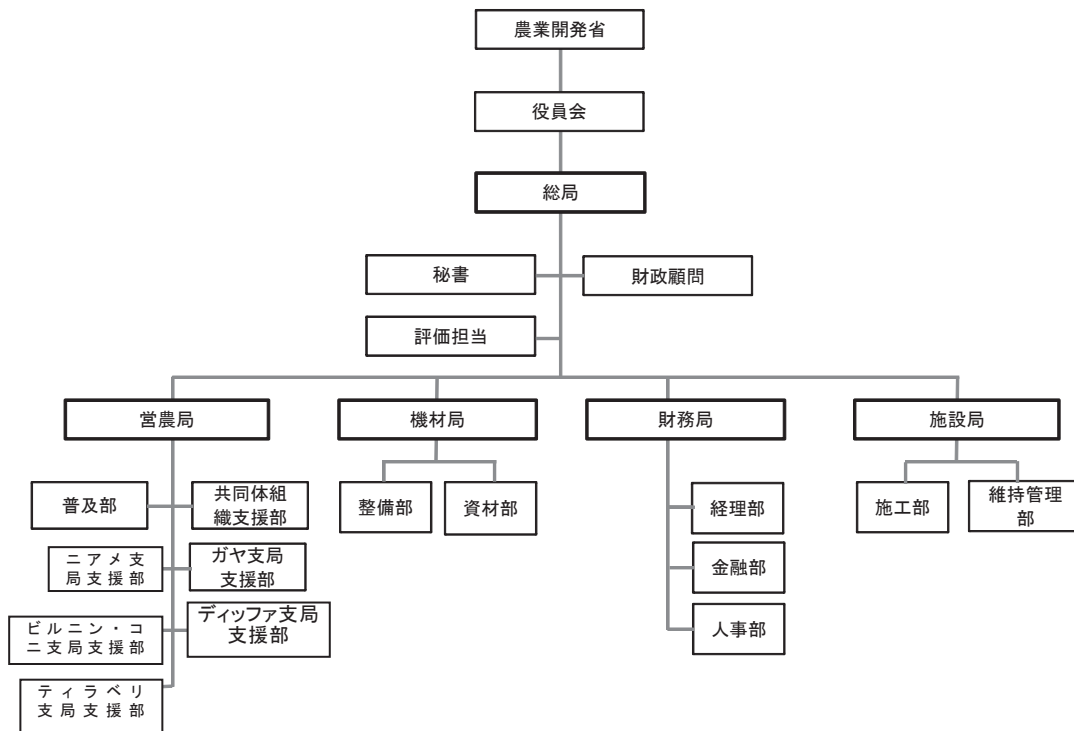 農業開発省
役員会
総局
秘書
財政顧問
評価担当
営農局
機材局
財務局
施設局
普及部
共同体組
織支援部
ニアメ支
局支援部
ガヤ支局
支援部
ビルニン・コ
ニ支局支援部
ディッファ支局
支援部
ティラベリ
支局支援部
整備部
資材部
経理部
金融部
人事部
施工部
維持管理
部